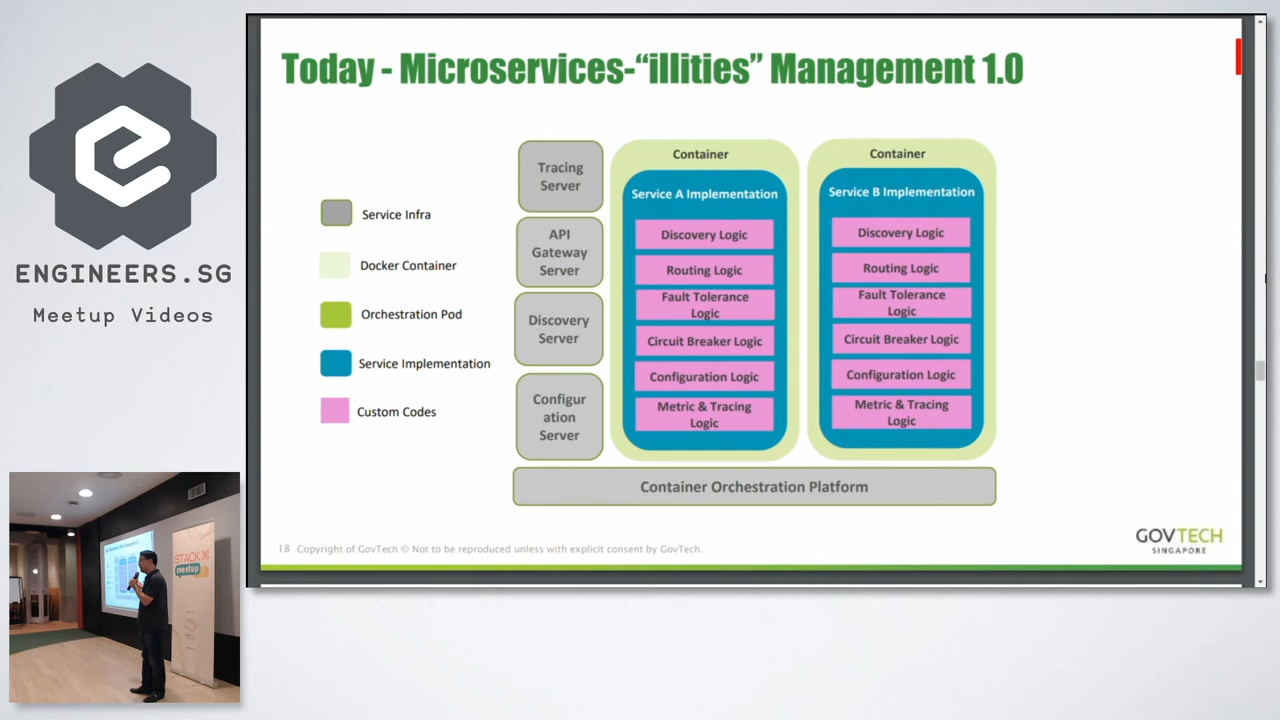 Today - Microservices-“illities” Management 1.0
ENGINEERS.SG
Meetup Videos
Service Infra
Docker Container
Orchestration Pod
Service Implementation
Custom Codes
Tracing
Server
API
Gateway
Server
Discovery
Server
Configur
ation
Server
Container
Service A Implementation
Discovery Logic
Routing Logic
Fault Tolerance
Logic
Circuit Breaker Logic
Configuration Logic
Metric & Tracing
Logic
Container
Service B Implementation
Discovery Logic
Routing Logic
Fault Tolerance
Logic
Circuit Breaker Logic
Configuration Logic
Metric & Tracing
Logic
Container Orchestration Platform
18 Copyright of GovTech © Not to be reproduced unless with explicit consent by GovTech.
GOVTECH
SINGAPORE
STACK
meetup